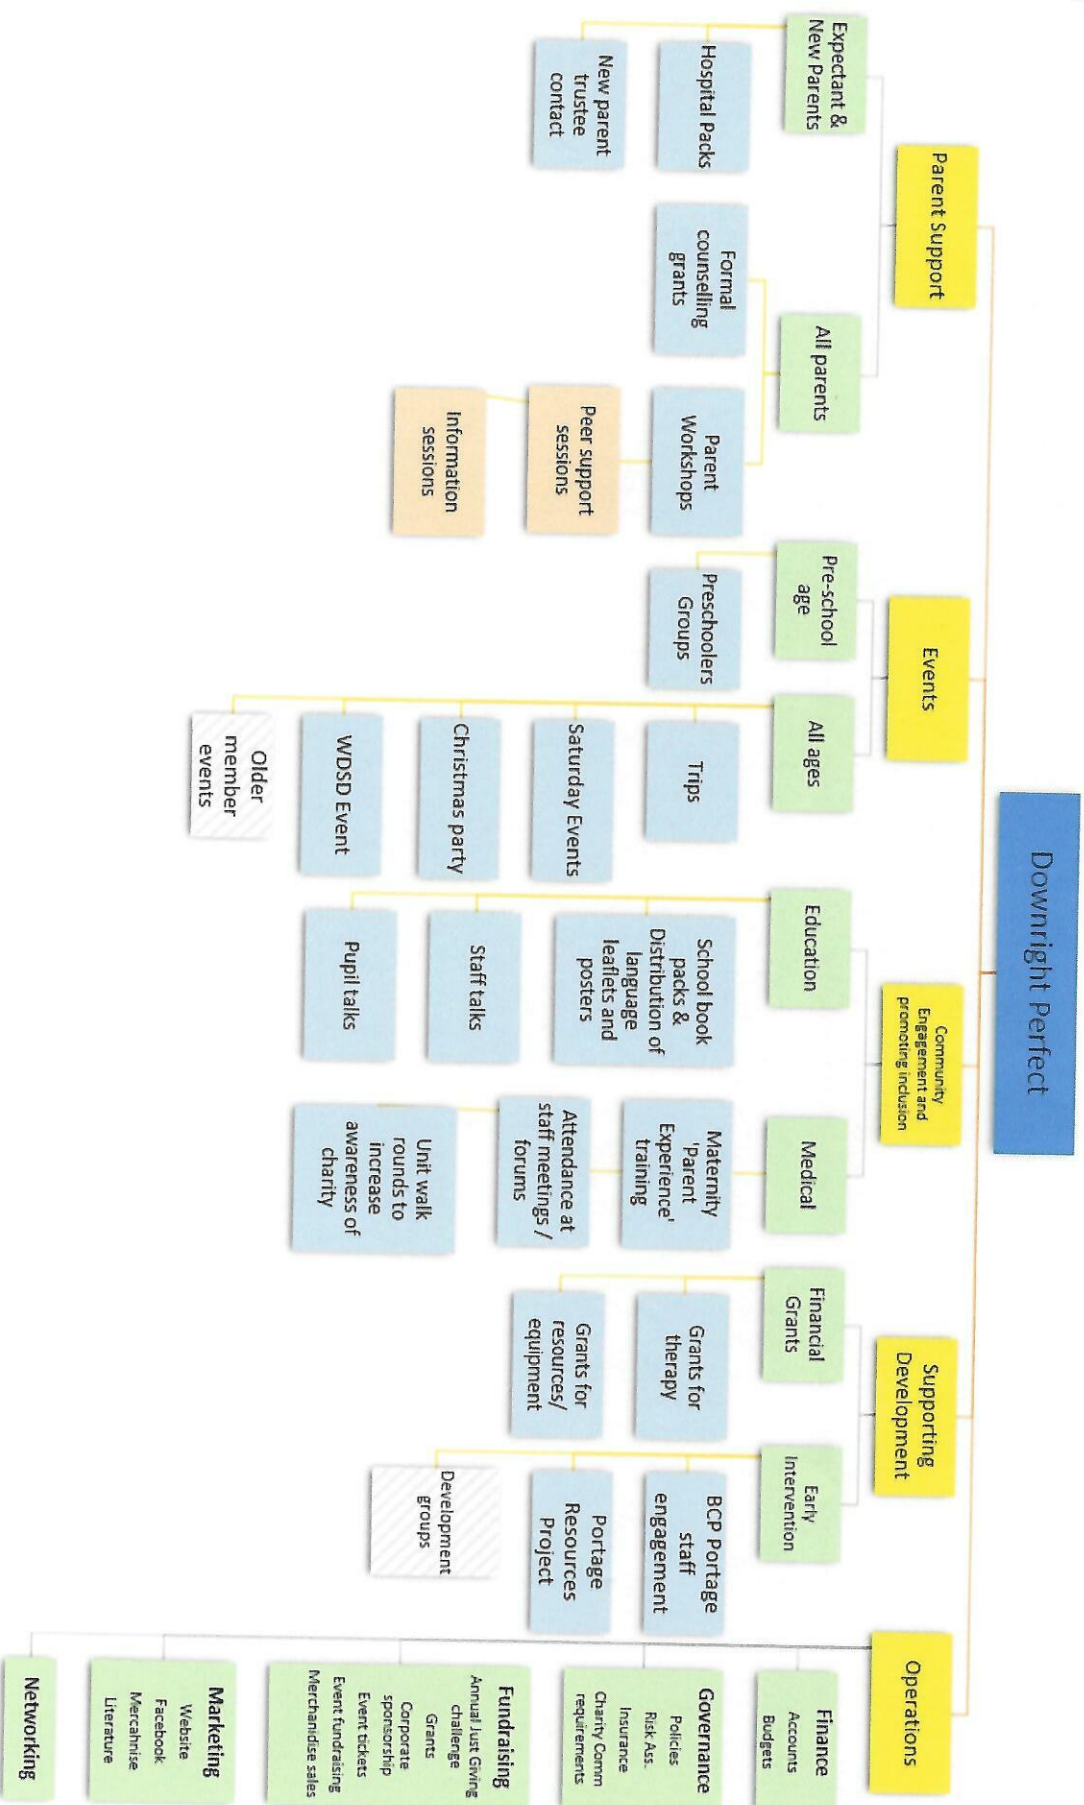 Downright Perfect
Parent Support
Expectant &
New Parents
Hospital Packs
New parent
trustee
contact
All parents
Formal
counselling
grants
Parent
Workshops
Peer support
sessions
Information
sessions
Events
Pre-school
age
Preschoolers
Groups
All ages
Trips
Saturday Events
Christmas party
WDSD Event
Older
member
events
Community
Engagement and
promoting inclusion
Education
School book
packs &
Distribution of
language
leaflets and
posters
Staff talks
Pupil talks
Medical
Maternity
'Parent
Experience'
training
Attendance at
staff meetings /
forums
Unit walk
rounds to
increase
awareness of
charity
Supporting
Development
Financial
Grants
Grants for
therapy
Grants for
resources/
equipment
Early
Intervention
BCP Portage
staff
engagement
Portage
Resources
Project
Development
groups
Operations
Finance
Accounts
Budgets
Governance
Policies
Risk Ass.
Insurance
Charity Comm
requirements
Fundraising
Annual Just Giving
challenge
Grants
Corporate
sponsorship
Event tickets
Event fundraising
Merchanidise sales
Marketing
Website
Facebook
Mercahnise
Literature
Networking